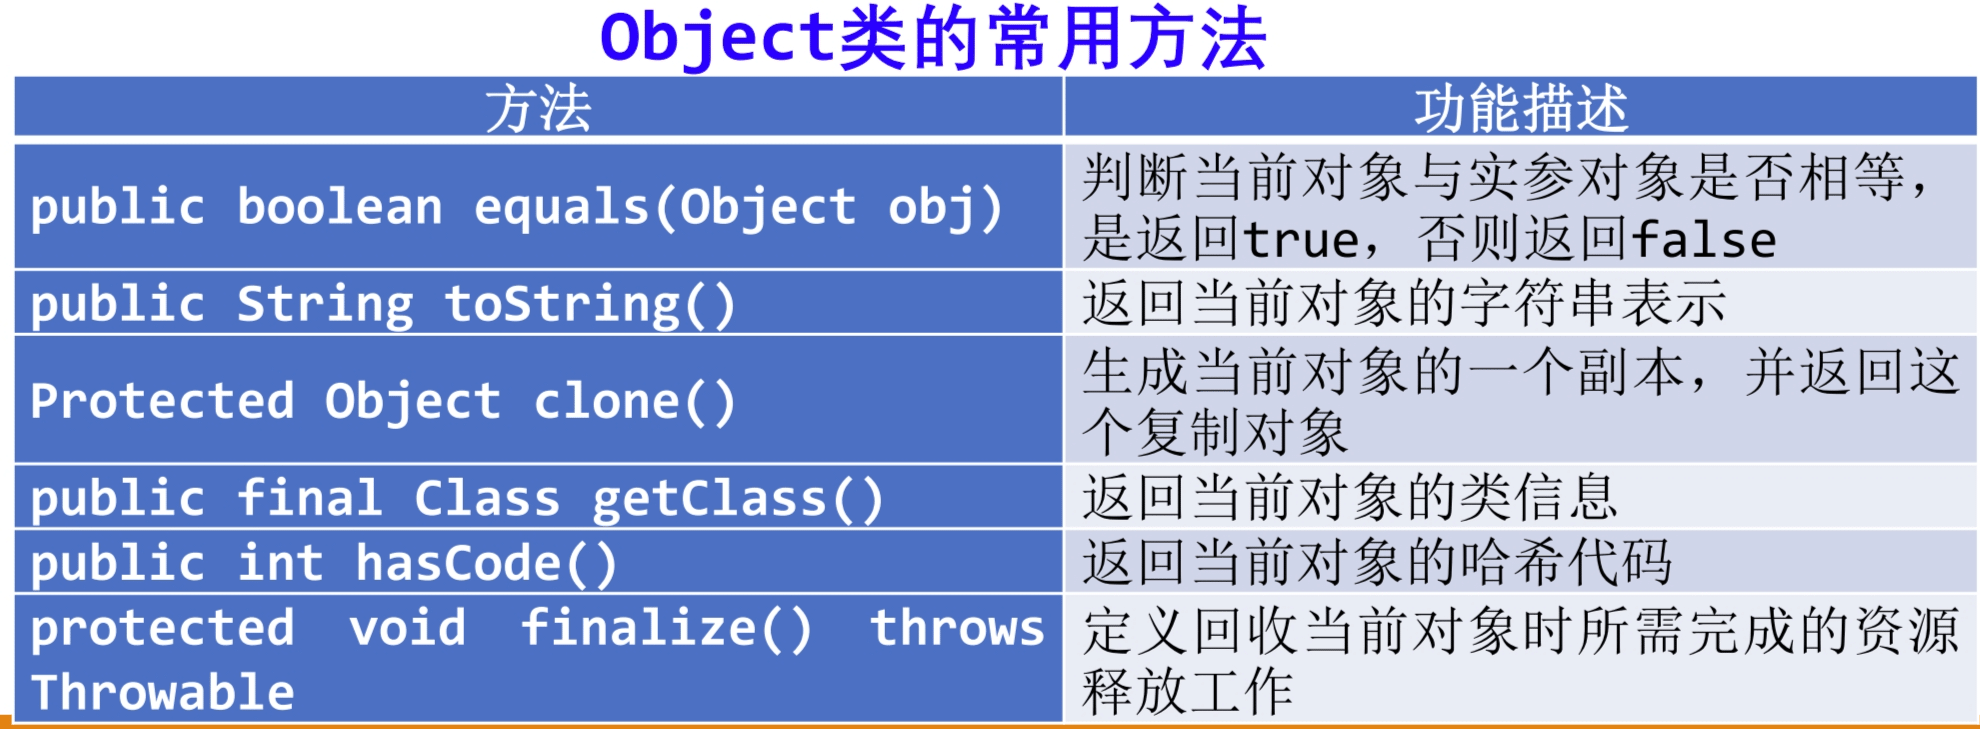 Object类的常用方法
方法
功能描述
public boolean equals(Object obj)
判断当前对象与实参对象是否相等，
是返回true，否则返回false
public String toString()
返回当前对象的字符串表示
Protected Object clone()
生成当前对象的一个副本，并返回这
个复制对象
public final Class getClass()
返回当前对象的类信息
public int hasCode()
返回当前对象的哈希代码
protected void finalize() throws
Throwable
定义回收当前对象时所需完成的资源
释放工作